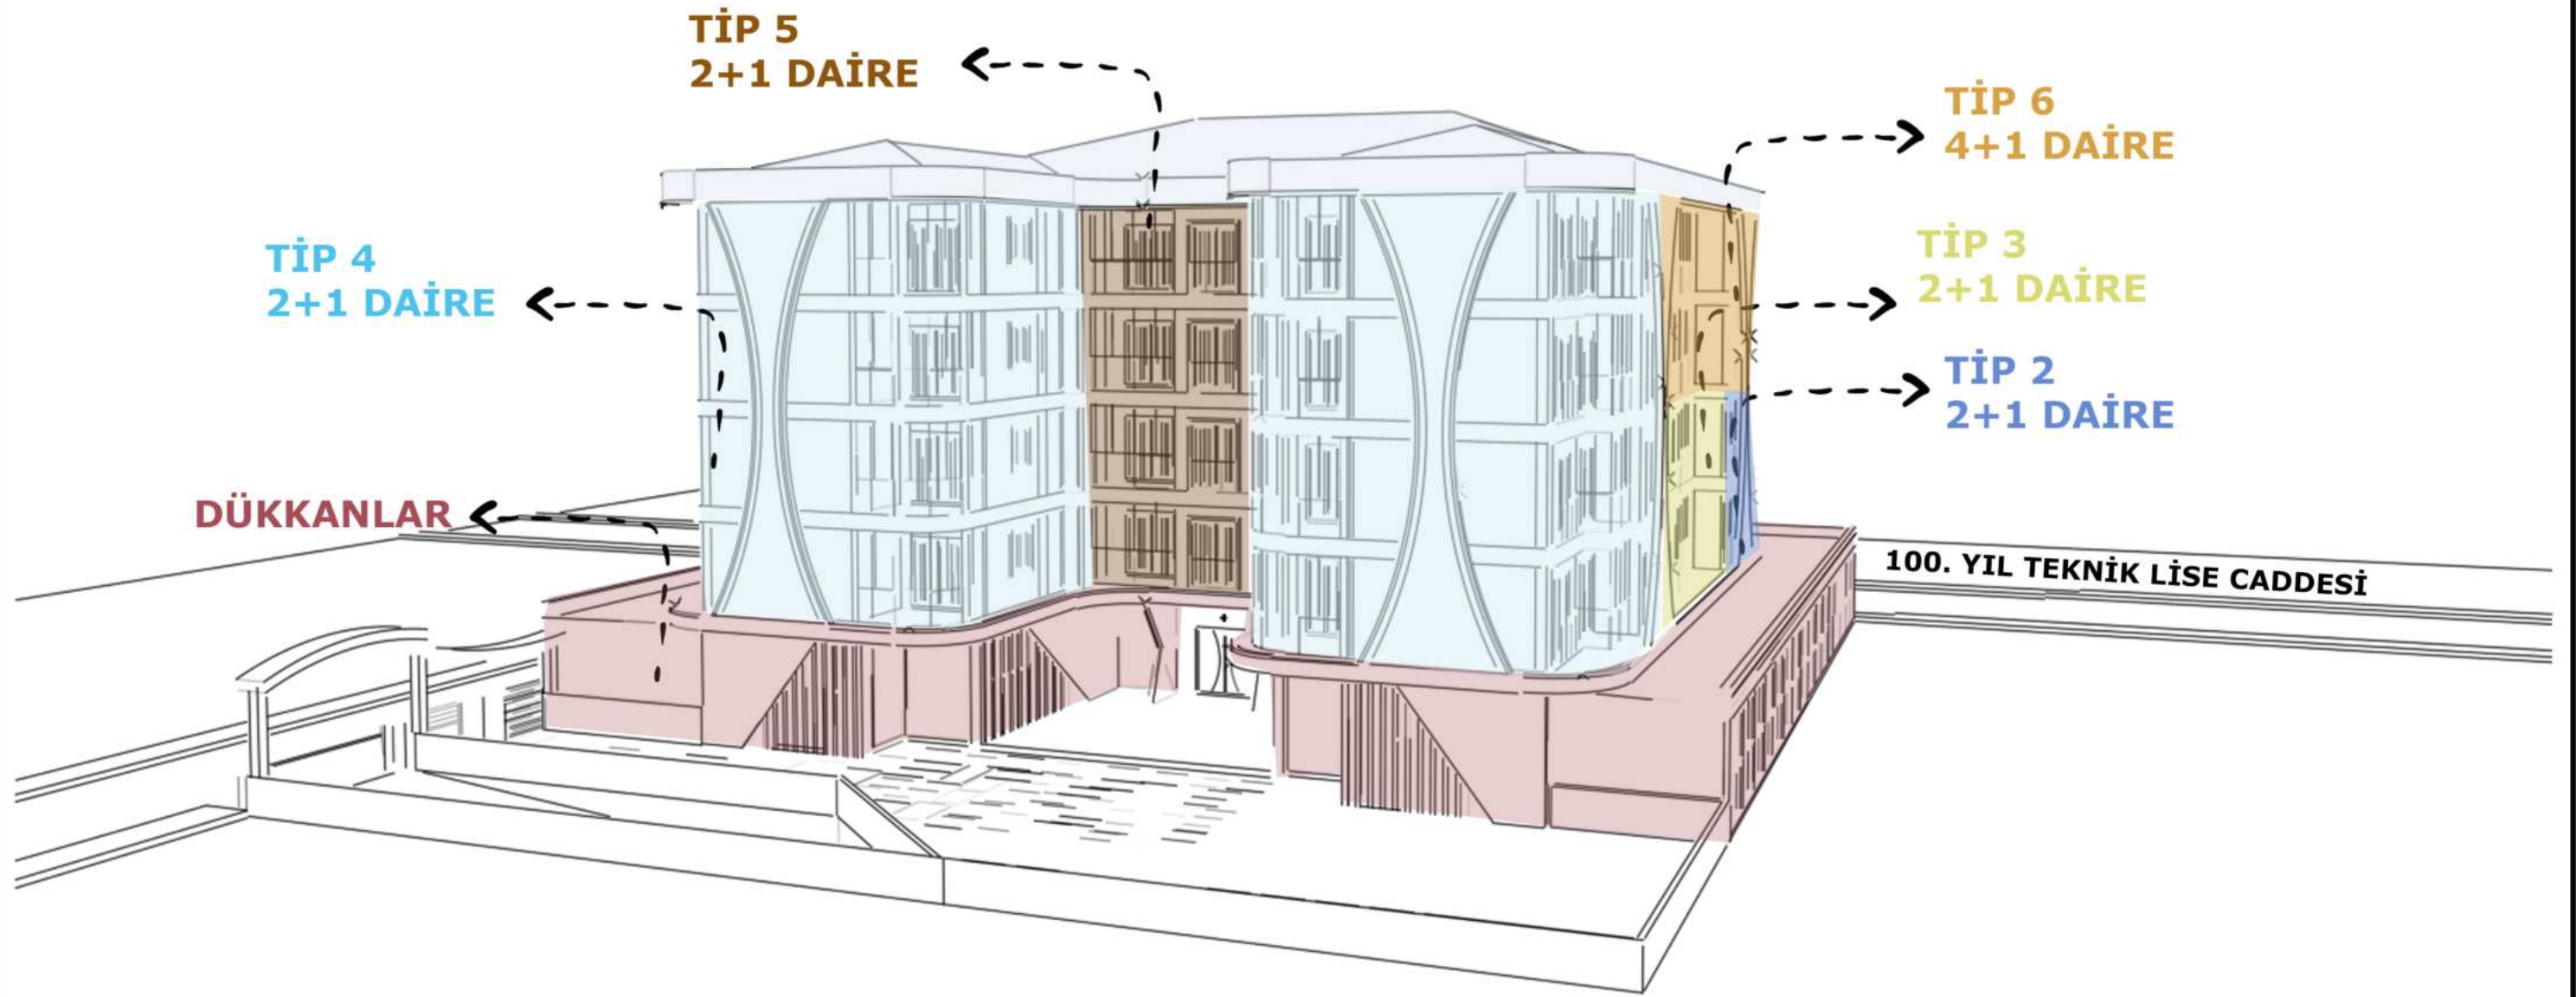 TİP 5
2+1 DAİRE
TİP 6
4+1 DAİRE
TİP 4
2+1 DAİRE
TİP 3
2+1 DAİRE
TİP 2
2+1 DAİRE
DÜKKANLAR
100. YIL TEKNİK LİSE CADDESİ